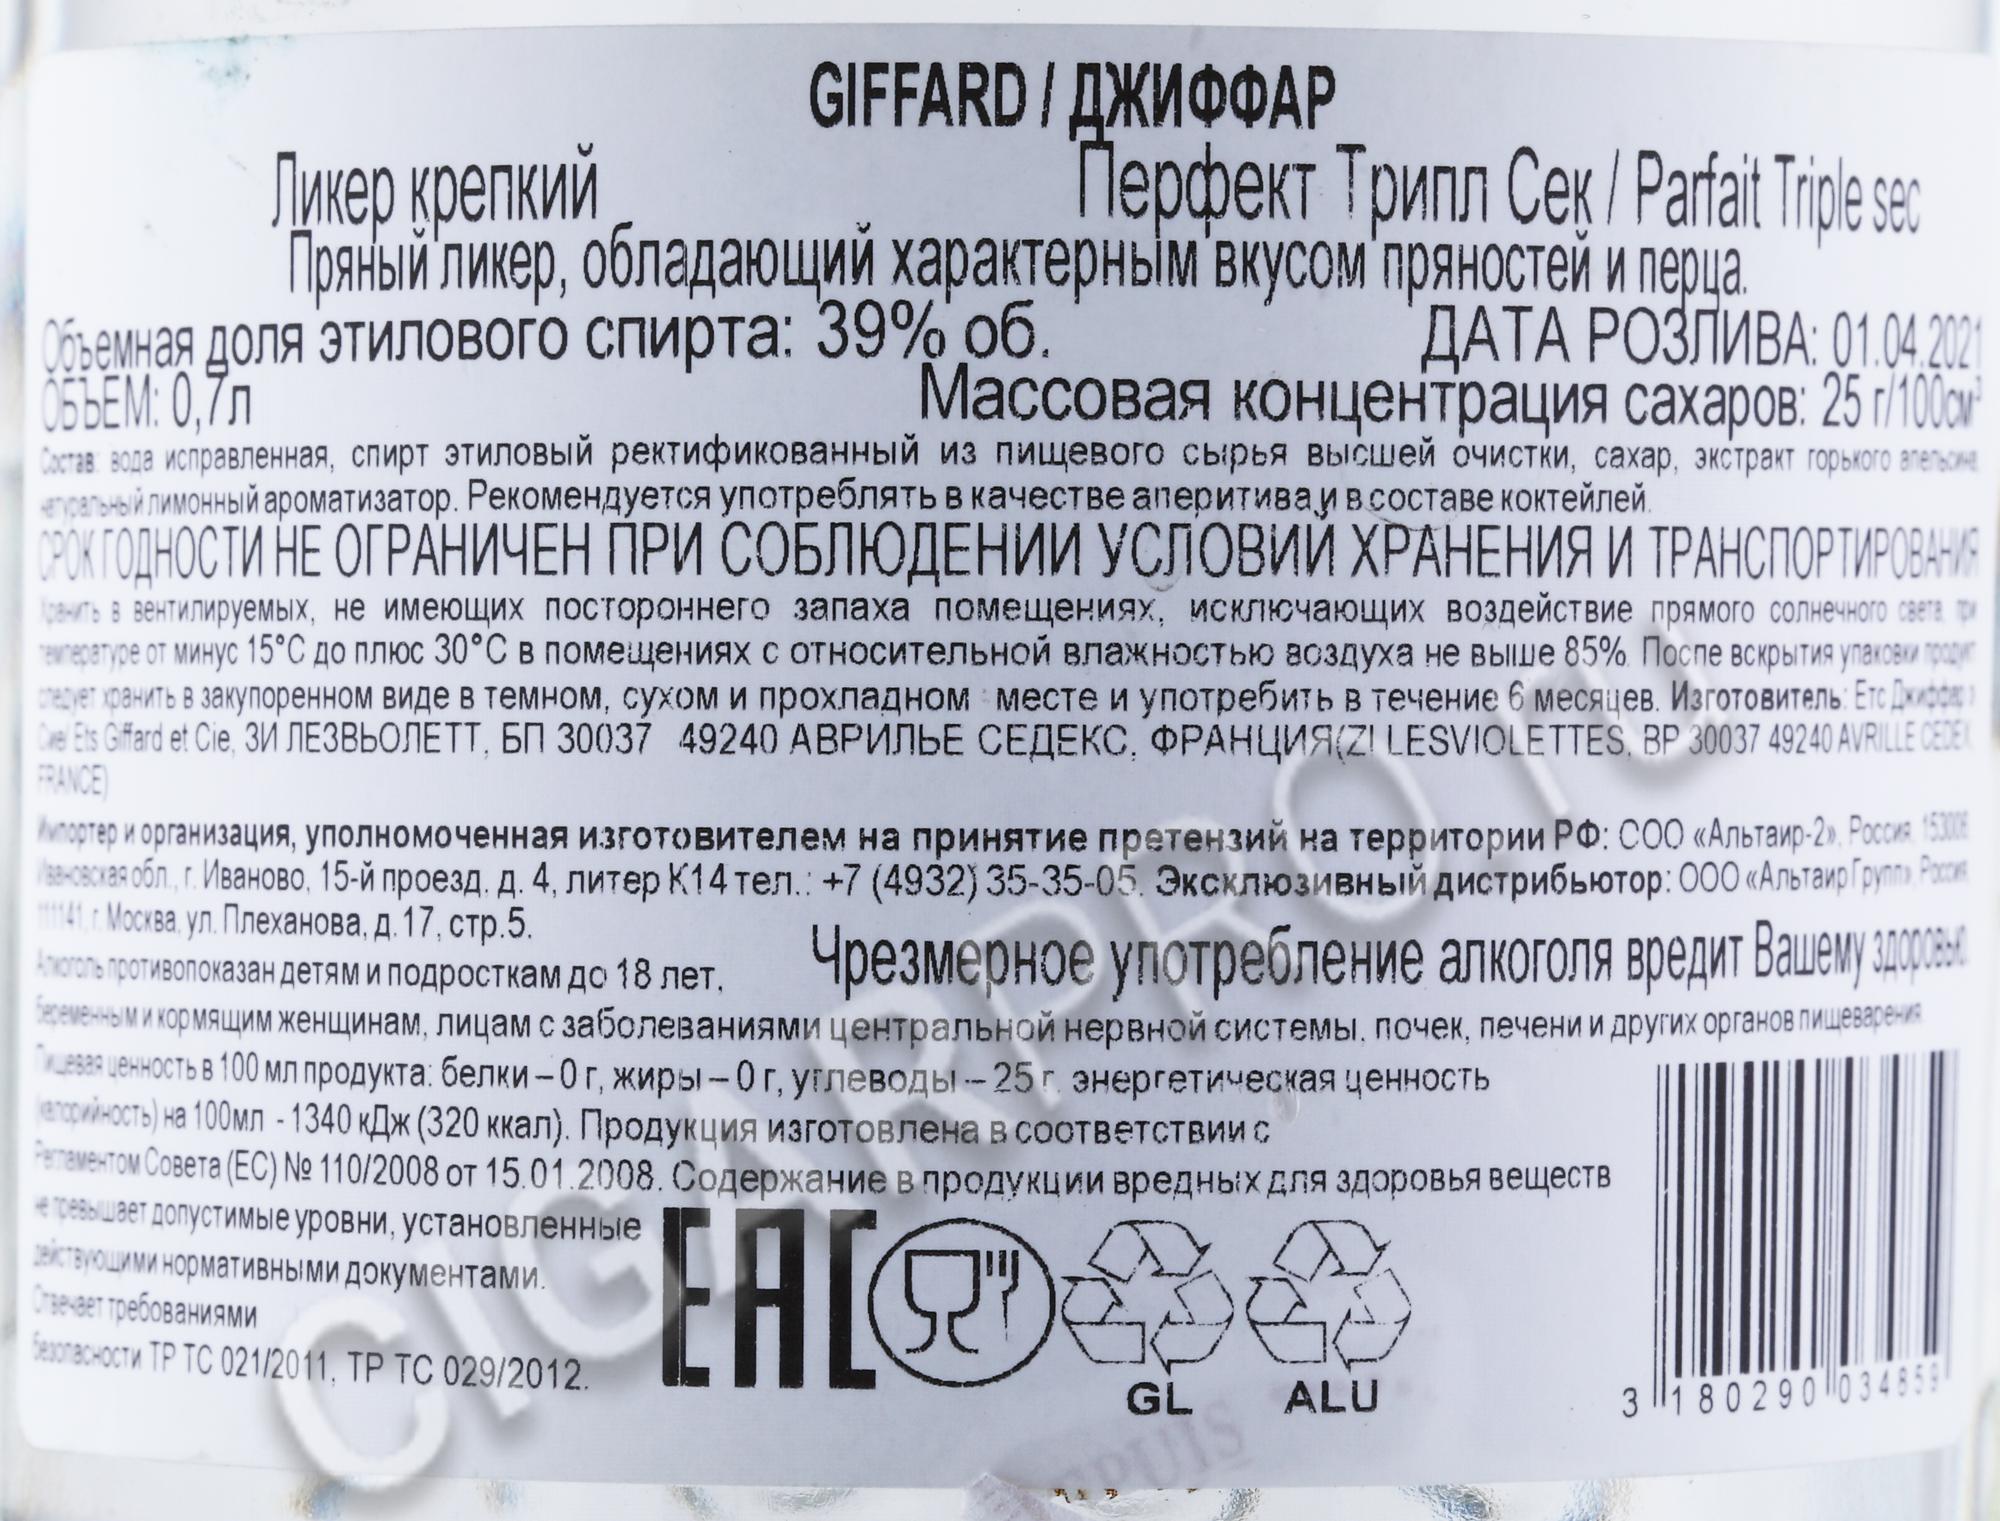 GIFFARD / ДЖИФФАР
Ликер крепкий Перфект Трипл Сек / Parfait Triple sec
Пряный ликер, обладающий характерным вкусом пряностей и перца.
Объемная доля этилового спирта: 39% об. ДАТА РОЗЛИВА: 01.04.2021
ОБЪЕМ: 0,7л Массовая концентрация сахаров: 25 г/100см³
Состав: вода исправленная, спирт этиловый ректификованный из пищевого сырья высшей очистки, сахар, экстракт горького апельсина,
натуральный лимонный ароматизатор. Рекомендуется употреблять в качестве аперитива и в составе коктейлей.
СРОК ГОДНОСТИ НЕ ОГРАНИЧЕН ПРИ СОБЛЮДЕНИИ УСЛОВИЙ ХРАНЕНИЯ И ТРАНСПОРТИРОВАНИЯ
Хранить в вентилируемых, не имеющих постороннего запаха помещениях, исключающих воздействие прямого солнечного света, при
температуре от минус 15°С до плюс 30°С в помещениях с относительной влажностью воздуха не выше 85%. После вскрытия упаковки продукт
следует хранить в закупоренном виде в темном, сухом и прохладном месте и употребить в течение 6 месяцев. Изготовитель: Етс Джиффар э
Сие/ Ets Giffard et Cie, ЗИ ЛЕЗВЬОЛЕТТ, БП 30037 49240 АВРИЛЬЕ СЕДЕКС, ФРАНЦИЯ(ZI LESVIOLETTES, BP 30037 49240 AVRILLE CEDEX,
FRANCE)
Импортер и организация, уполномоченная изготовителем на принятие претензий на территории РФ: СОО «Альтаир-2», Россия, 153006
Ивановская обл., г. Иваново, 15-й проезд, д. 4, литер К14 тел.: +7 (4932) 35-35-05. Эксклюзивный дистрибьютор: ООО «Альтаир Групп», Россия,
111141, г. Москва, ул. Плеханова, д. 17, стр.5.
Алкоголь противопоказан детям и подросткам до 18 лет, Чрезмерное употребление алкоголя вредит Вашему здоровью.
беременным и кормящим женщинам, лицам с заболеваниями центральной нервной системы, почек, печени и других органов пищеварения
Пищевая ценность в 100 мл продукта: белки – 0 г, жиры – 0 г, углеводы – 25 г. энергетическая ценность
(калорийность) на 100мл - 1340 кДж (320 ккал). Продукция изготовлена в соответствии с
Регламентом Совета (ЕС) № 110/2008 от 15.01.2008. Содержание в продукции вредных для здоровья веществ
не превышает допустимые уровни, установленные
действующими нормативными документами.
Отвечает требованиями
безопасности ТР ТС 021/2011, ТР ТС 029/2012.
EAC
GL ALU
3 180290 034859
CIGARPRO.ru